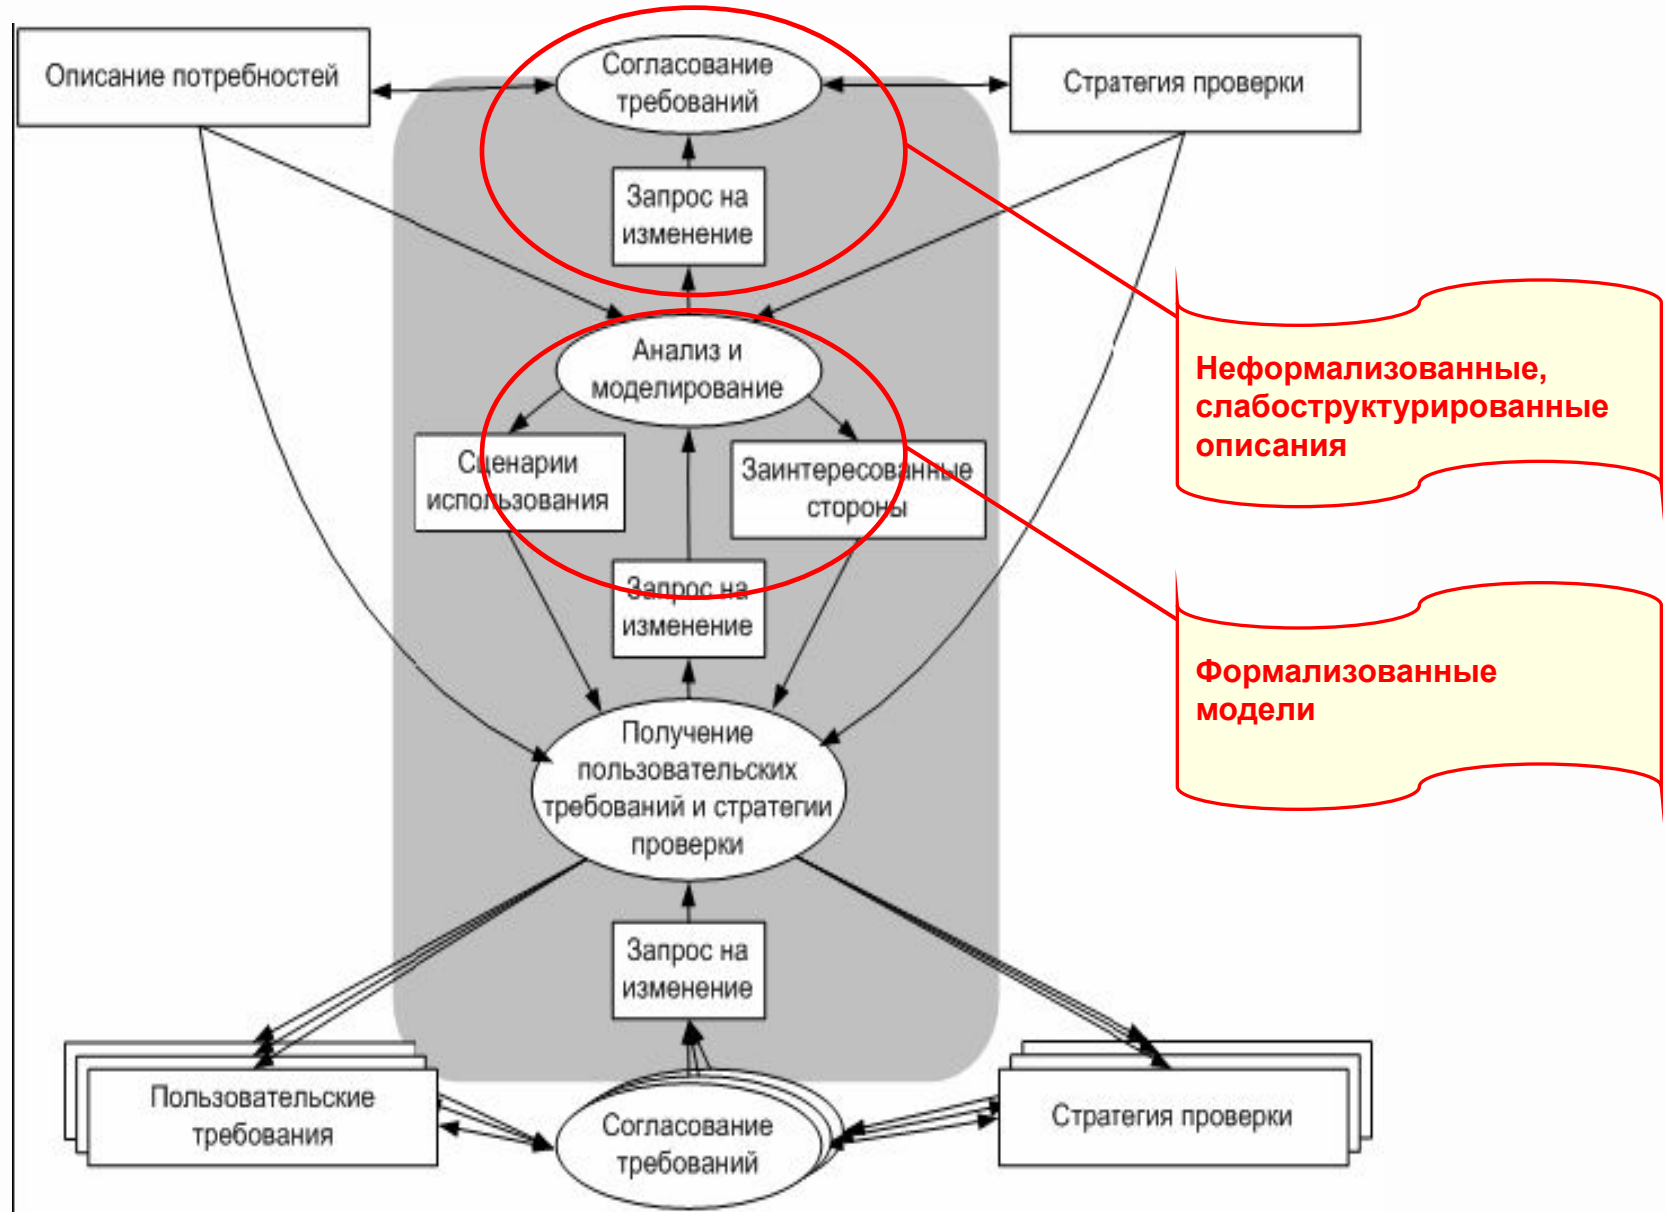 Описание потребностей
Согласование
требований
Стратегия проверки
Запрос на
изменение
Анализ и
моделирование
Неформализованные,
слабоструктурированные
описания
Сценарии
использования
Заинтересованные
стороны
Запрос на
изменение
Формализованные
модели
Получение
пользовательских
требований и стратегии
проверки
Запрос на
изменение
Пользовательские
требования
Согласование
требований
Стратегия проверки